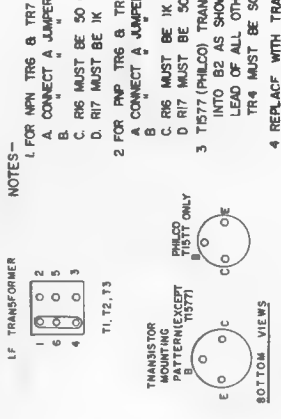 LF TRANSFORMER
1 2
6 5
4 3
T1, T2, T3
TRANSISTOR
MOUNTING
PATTERN (EXCEPT
T1577)
B
E C
PHILCO
T1577 ONLY
B
C E
BOTTOM VIEWS
NOTES—
1. FOR NPN TR6 & TR7
A. CONNECT A JUMPER
B. " "
C. R16 MUST BE 50
D. R17 MUST BE 1K
2 FOR PNP TR6 & TR
A CONNECT A JUMPER
B " "
C. R16 MUST BE 1K
D R17 MUST BE 50
3 T1577 (PHILCO) TRAN
INTO B2 AS SHOW
LEAD OF ALL OTH
TR4 MUST BE SO
4 REPLACE WITH TRA